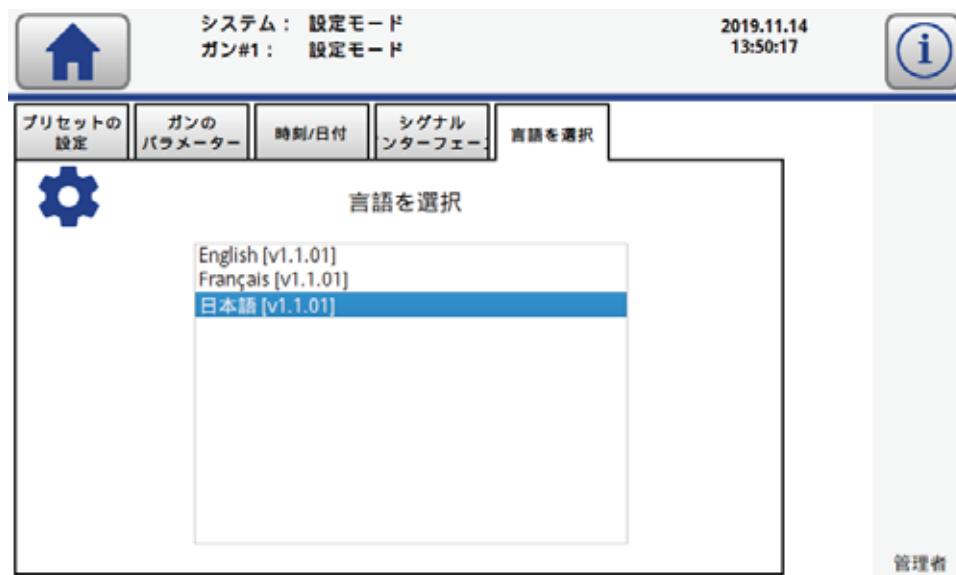 システム： 設定モード
ガン#1： 設定モード
2019.11.14
13:50:17
i
プリセットの
設定
ガンの
パラメーター
時刻/日付
シグナル
ンターフェー
言語を選択
言語を選択
English [v1.1.01]
Français [v1.1.01]
日本語 [v1.1.01]
管理者